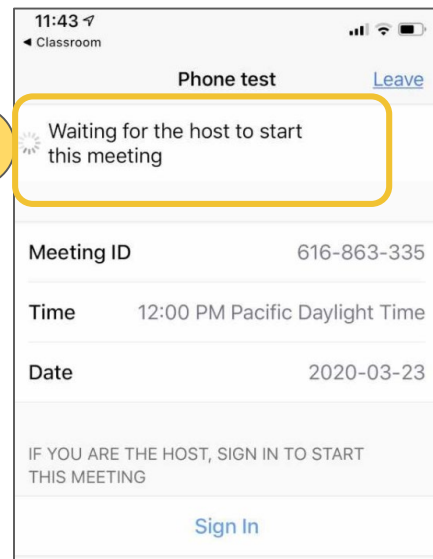 11:43
◀ Classroom
Phone test
Leave
Waiting for the host to start
this meeting
Meeting ID 616-863-335
Time 12:00 PM Pacific Daylight Time
Date 2020-03-23
IF YOU ARE THE HOST, SIGN IN TO START
THIS MEETING
Sign In